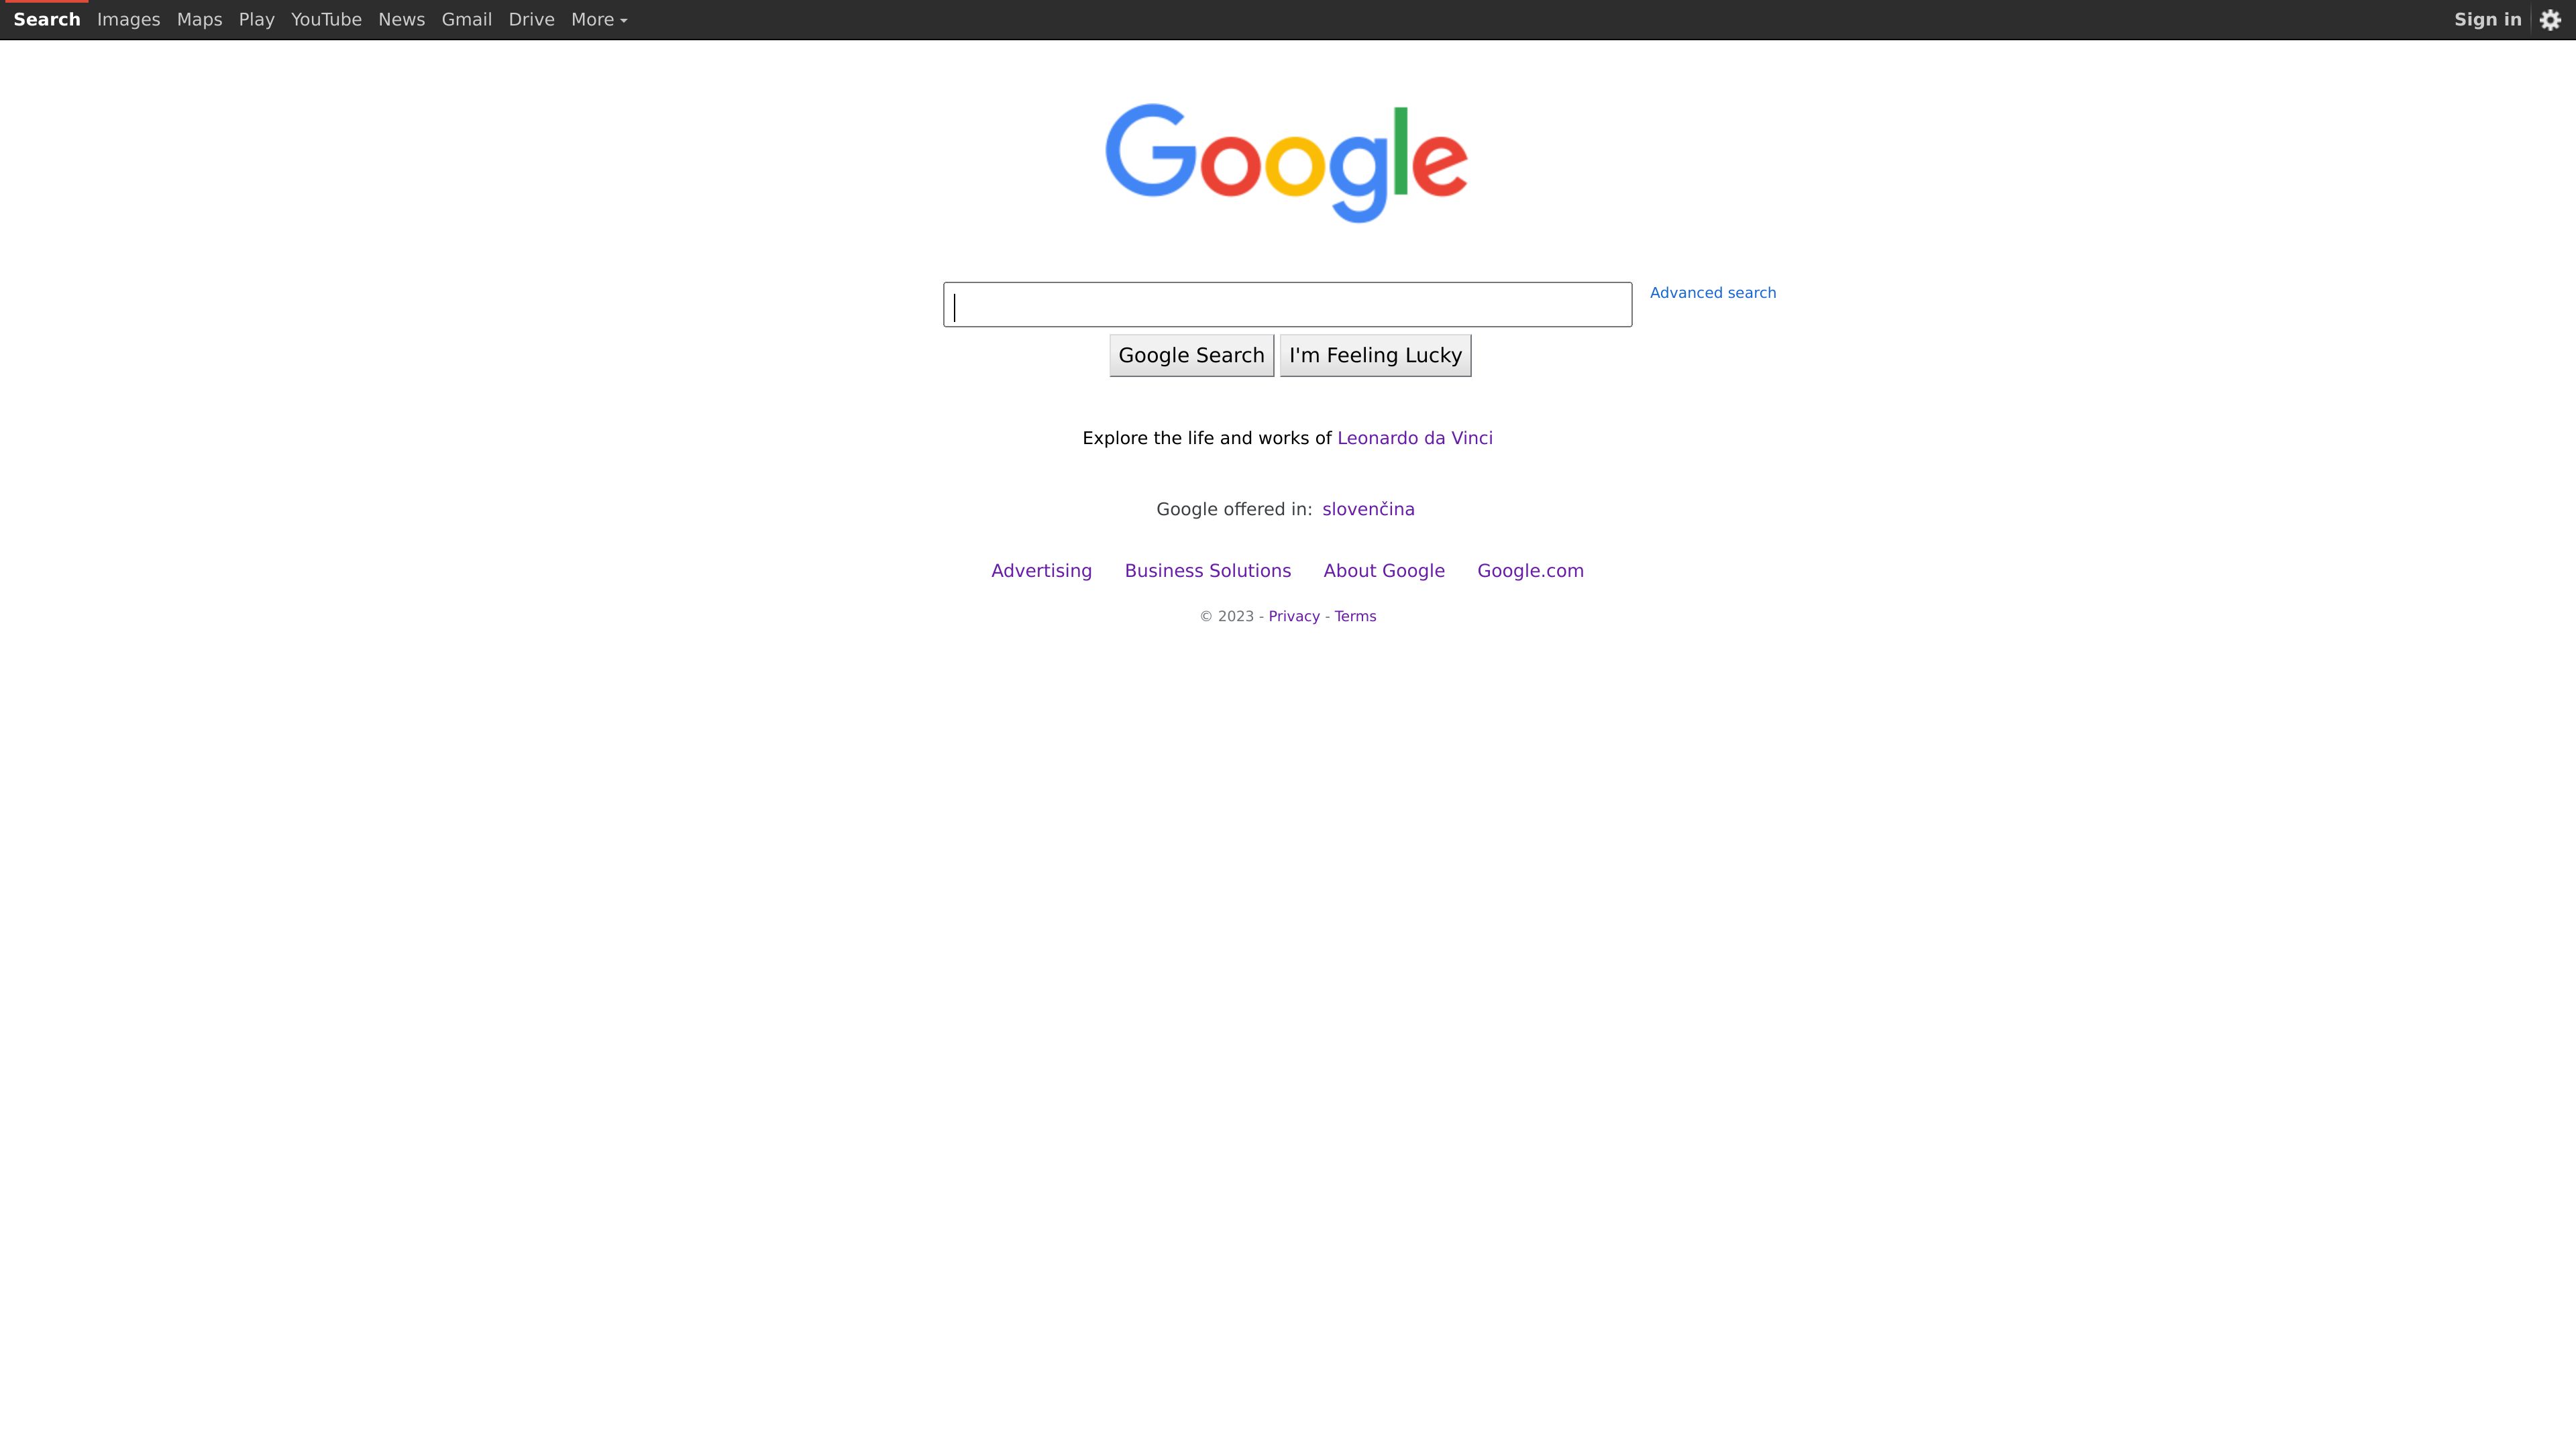 Search Images Maps Play YouTube News Gmail Drive More Sign in
Google
Advanced search
Google Search I'm Feeling Lucky
Explore the life and works of Leonardo da Vinci
Google offered in: slovenčina
Advertising Business Solutions About Google Google.com
© 2023 - Privacy - Terms